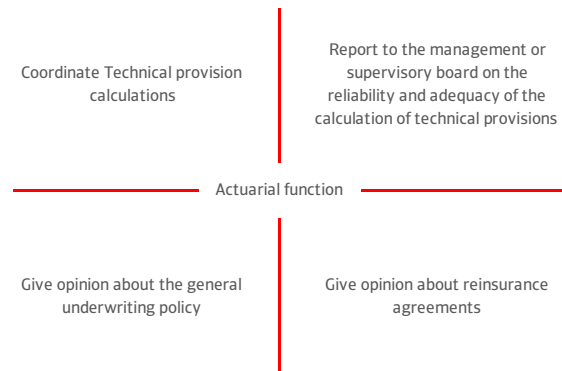 Coordinate Technical provision
calculations
Report to the management or
supervisory board on the
reliability and adequacy of the
calculation of technical provisions
Actuarial function
Give opinion about the general
underwriting policy
Give opinion about reinsurance
agreements